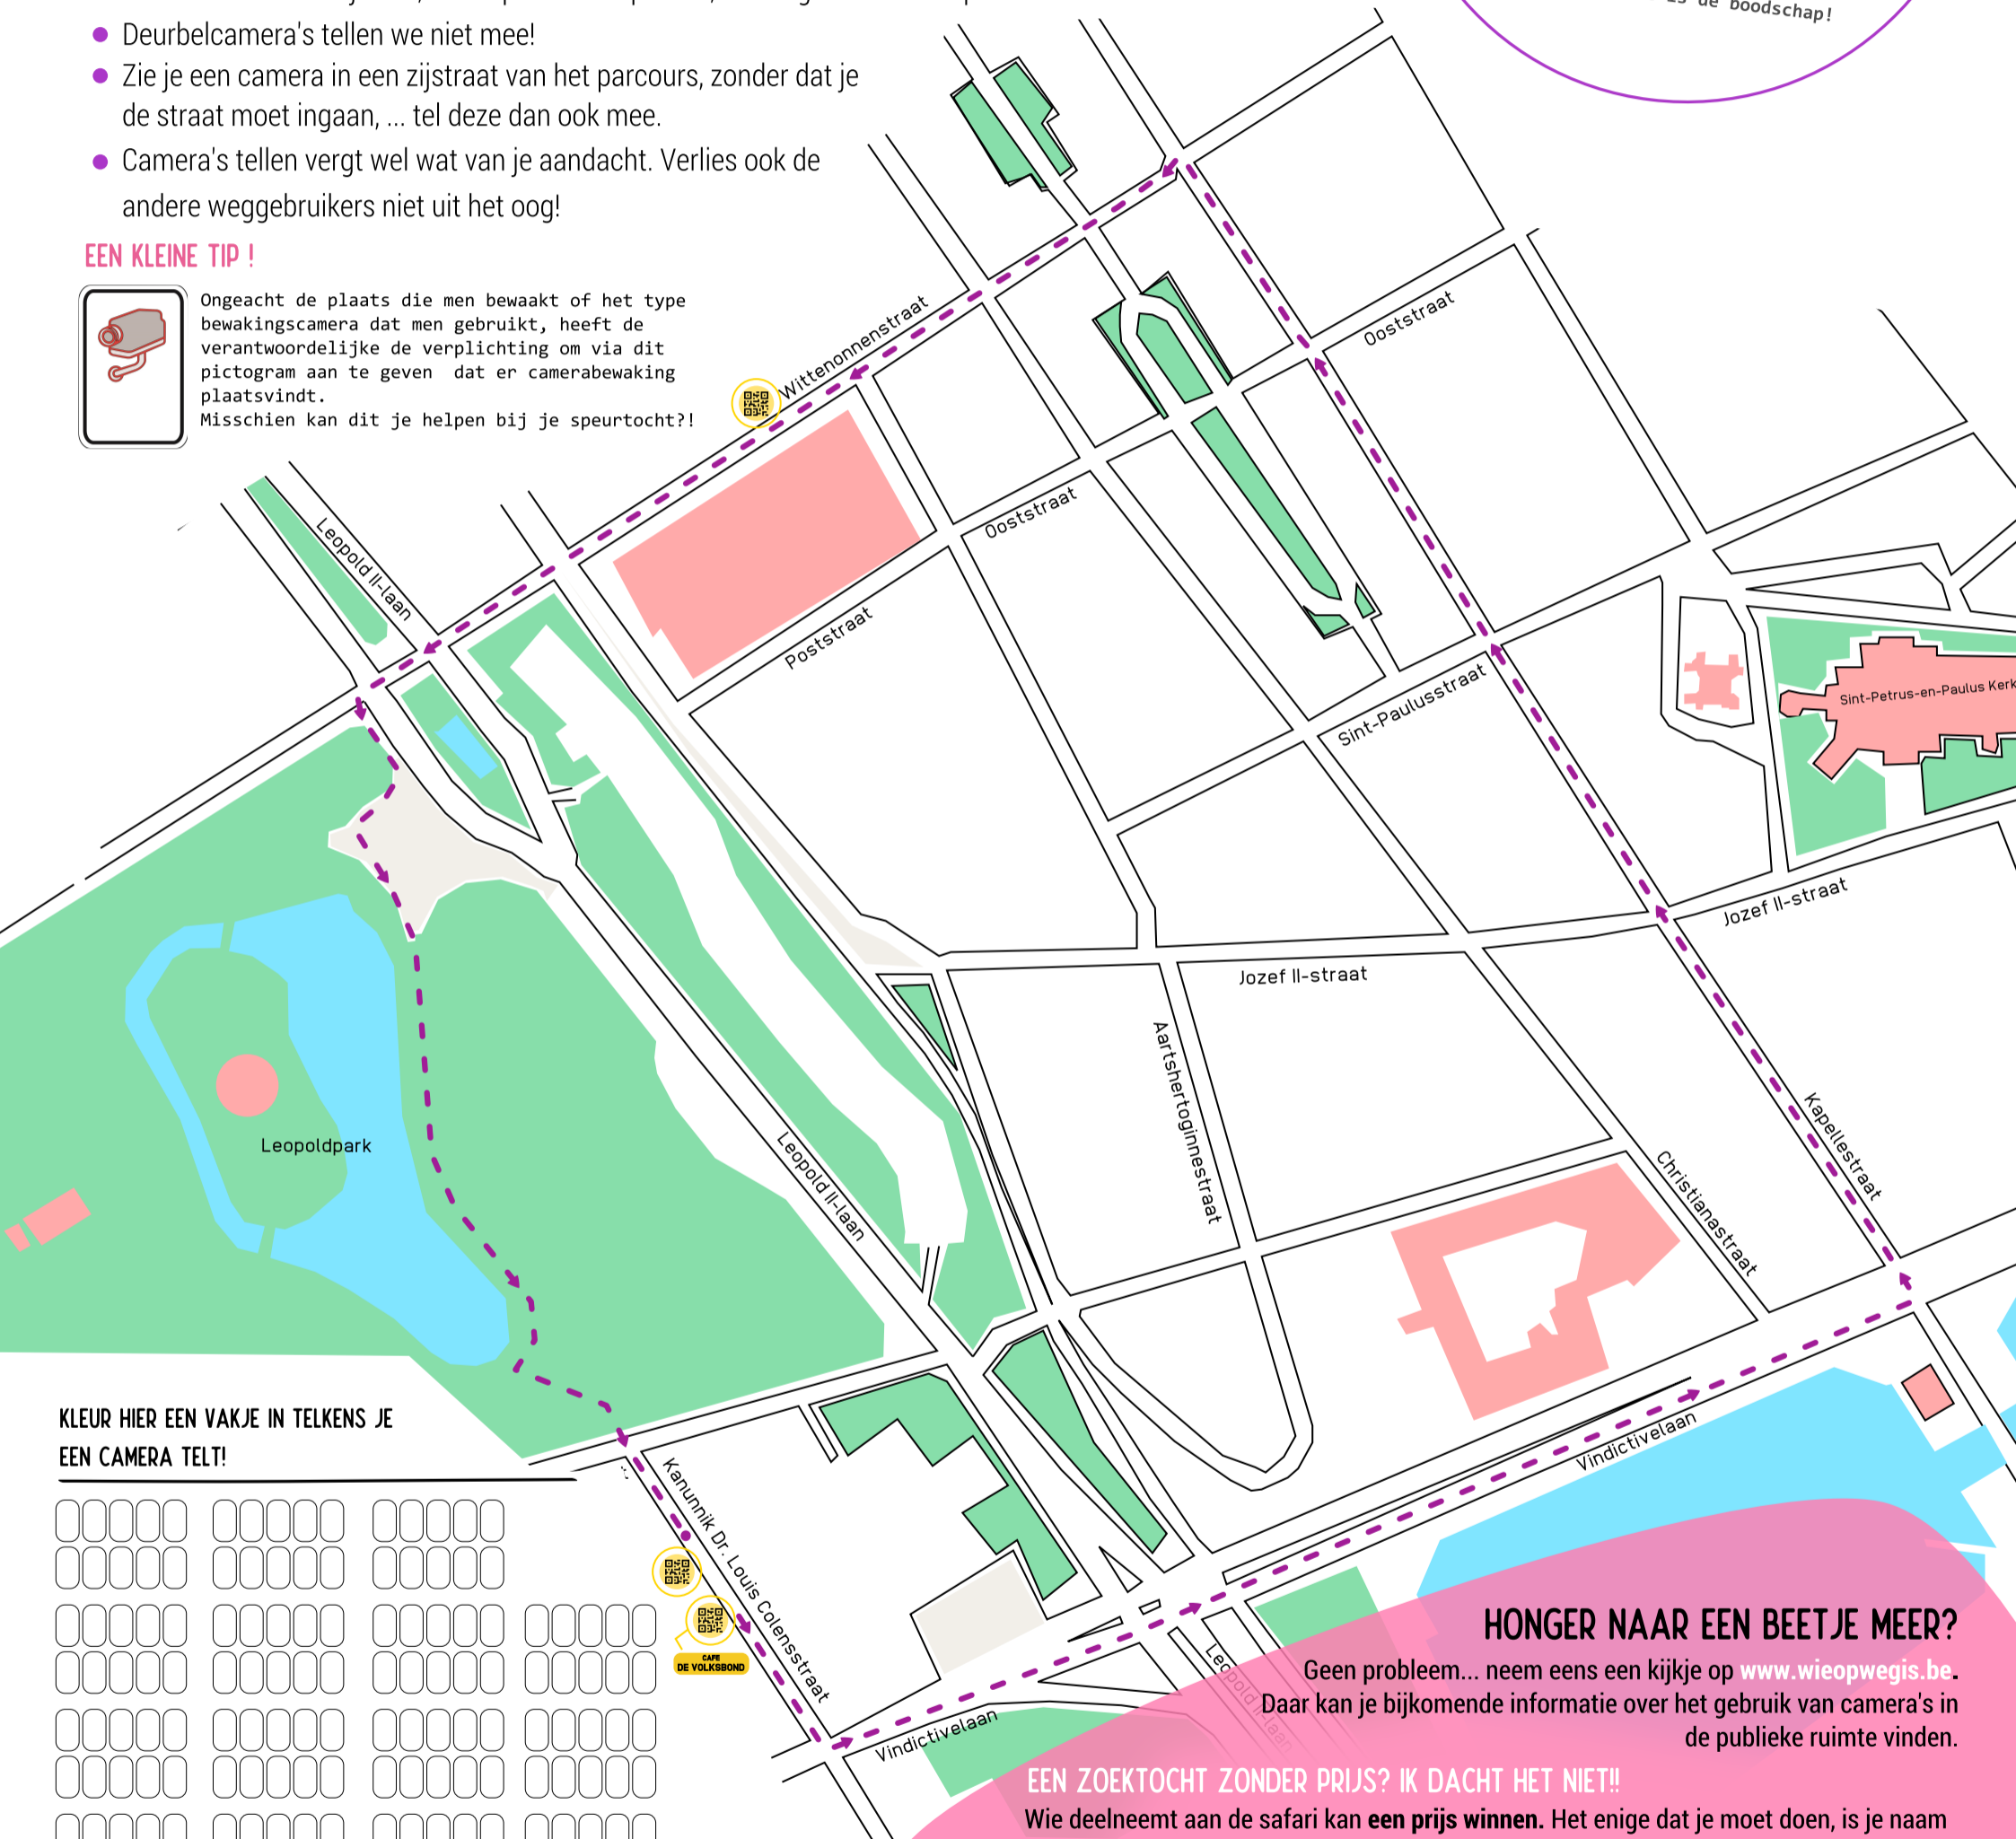 is de boodschap!
Deurbelcamera's tellen we niet mee!
Zie je een camera in een zijstraat van het parcours, zonder dat je
de straat moet ingaan, ... tel deze dan ook mee.
Camera's tellen vergt wel wat van je aandacht. Verlies ook de
andere weggebruikers niet uit het oog!
EEN KLEINE TIP !
Ongeacht de plaats die men bewaakt of het type
bewakingscamera dat men gebruikt, heeft de
verantwoordelijke de verplichting om via dit
pictogram aan te geven  dat er camerabewaking
plaatsvindt.
Misschien kan dit je helpen bij je speurtocht?!
Wittenonnenstraat
Ooststraat
Ooststraat
Leopold II-laan
Poststraat
Sint-Paulusstraat
Sint-Petrus-en-Paulus Kerk
Jozef II-straat
Jozef II-straat
Aartshertoginnestraat
Kapellestraat
Christianastraat
Leopoldpark
Leopold II-laan
Vindictivelaan
Kanunnik Dr. Louis Colensstraat
CAFE
DE VOLKSBOND
Vindictivelaan
Leopold II-laan
KLEUR HIER EEN VAKJE IN TELKENS JE
EEN CAMERA TELT!
HONGER NAAR EEN BEETJE MEER?
Geen probleem... neem eens een kijkje op www.wieopwegis.be.
Daar kan je bijkomende informatie over het gebruik van camera's in
de publieke ruimte vinden.
EEN ZOEKTOCHT ZONDER PRIJS? IK DACHT HET NIET!!
Wie deelneemt aan de safari kan een prijs winnen. Het enige dat je moet doen, is je naam